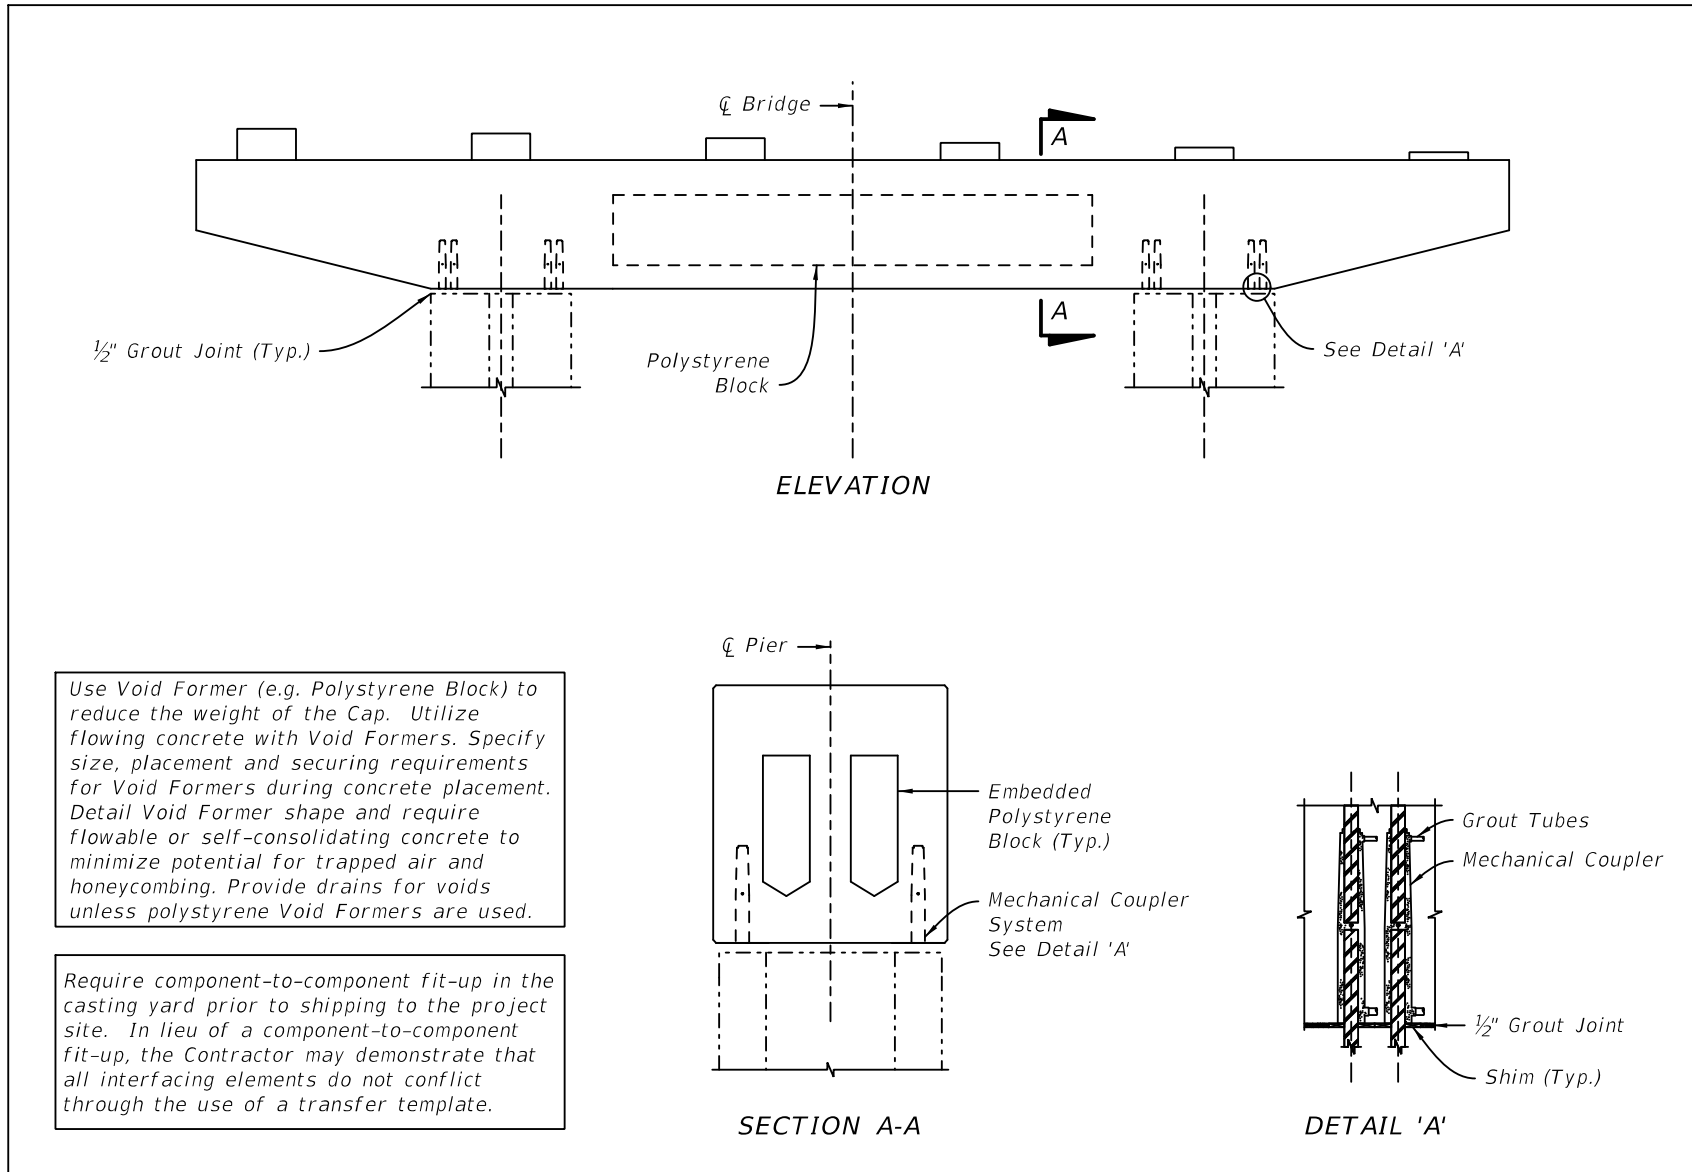 ℄ Bridge
A
½" Grout Joint (Typ.)
Polystyrene
Block
A
See Detail 'A'
ELEVATION
Use Void Former (e.g. Polystyrene Block) to
reduce the weight of the Cap. Utilize
flowing concrete with Void Formers. Specify
size, placement and securing requirements
for Void Formers during concrete placement.
Detail Void Former shape and require
flowable or self-consolidating concrete to
minimize potential for trapped air and
honeycombing. Provide drains for voids
unless polystyrene Void Formers are used.
Require component-to-component fit-up in the
casting yard prior to shipping to the project
site. In lieu of a component-to-component
fit-up, the Contractor may demonstrate that
all interfacing elements do not conflict
through the use of a transfer template.
℄ Pier
Embedded
Polystyrene
Block (Typ.)
Mechanical Coupler
System
See Detail 'A'
SECTION A-A
Grout Tubes
Mechanical Coupler
½" Grout Joint
Shim (Typ.)
DETAIL 'A'